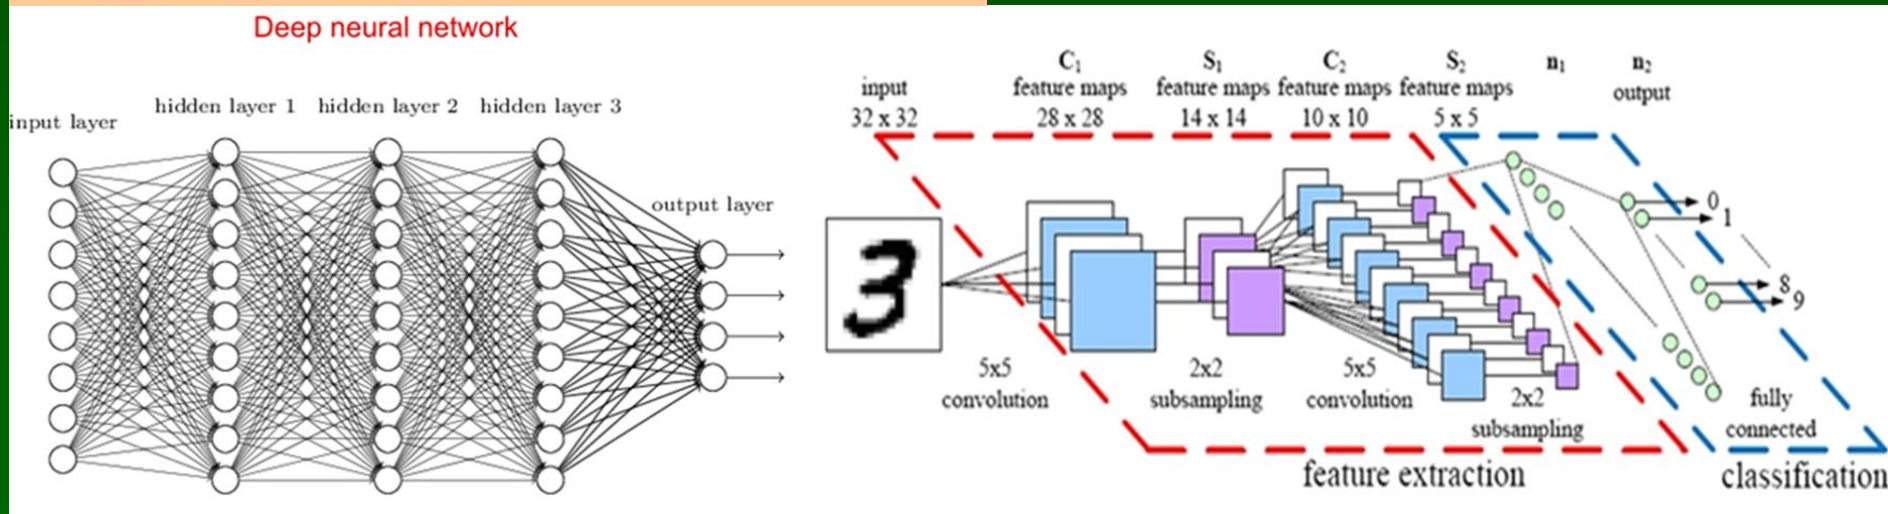 Deep neural network
input layer
hidden layer 1
hidden layer 2
hidden layer 3
output layer
input
32 x 32
C₁
feature maps
28 x 28
S₁
feature maps
14 x 14
C₂
feature maps
10 x 10
S₂
feature maps
5 x 5
n₁
n₂
output
3
0
1
8
9
5x5
convolution
2x2
subsampling
5x5
convolution
2x2
subsampling
fully
connected
feature extraction
classification